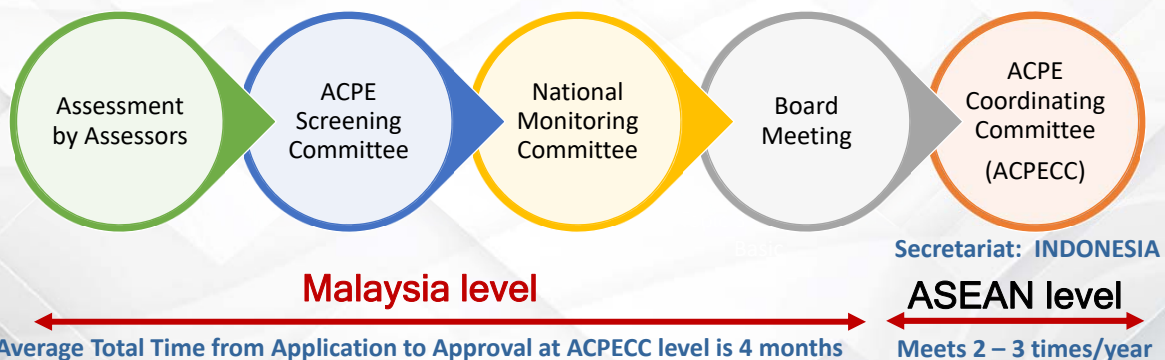 Assessment
by Assessors
ACPE
Screening
Committee
National
Monitoring
Committee
Board
Meeting
ACPE
Coordinating
Committee
(ACPECC)
Basic
Secretariat: INDONESIA
Malaysia level
ASEAN level
Average Total Time from Application to Approval at ACPECC level is 4 months
Meets 2 – 3 times/year